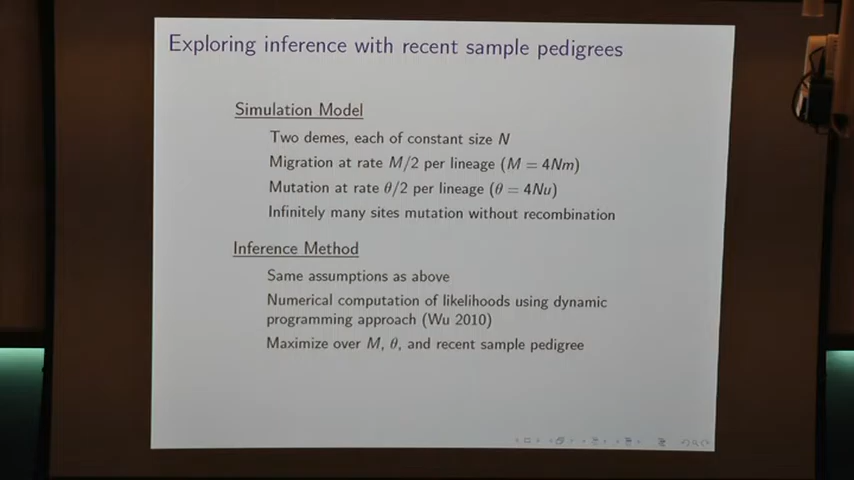 Exploring inference with recent sample pedigrees
Simulation Model
Two demes, each of constant size N
Migration at rate M/2 per lineage (M = 4Nm)
Mutation at rate θ/2 per lineage (θ = 4Nu)
Infinitely many sites mutation without recombination
Inference Method
Same assumptions as above
Numerical computation of likelihoods using dynamic
programming approach (Wu 2010)
Maximize over M, θ, and recent sample pedigree